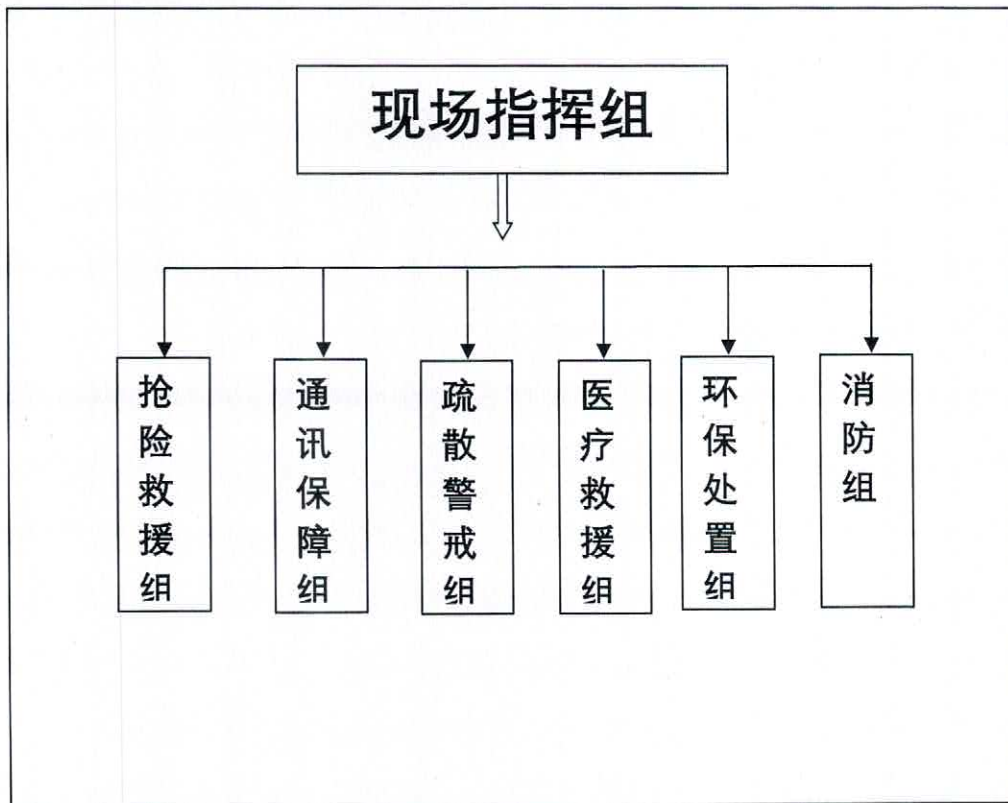 现场指挥组
抢险救援组
通讯保障组
疏散警戒组
医疗救援组
环保处置组
消防组